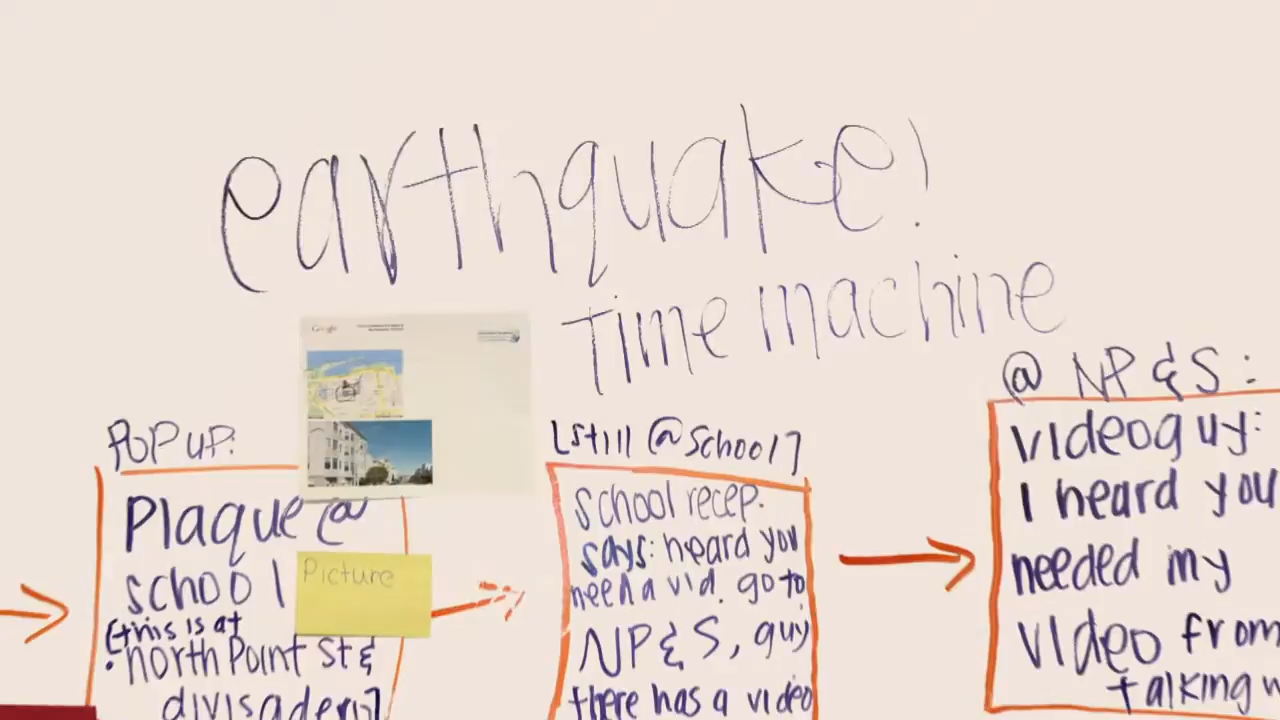 earthquake!
time machine
Google
POP UP:
Plaque @
school
(this is at
• north Point st &
divisadero]
Picture
[still @ school]
school recep.
says: heard you
need a vid. go to
NP & S, guy
there has a video
@ NP & S:
videoguy:
I heard you
needed my
video from
talking